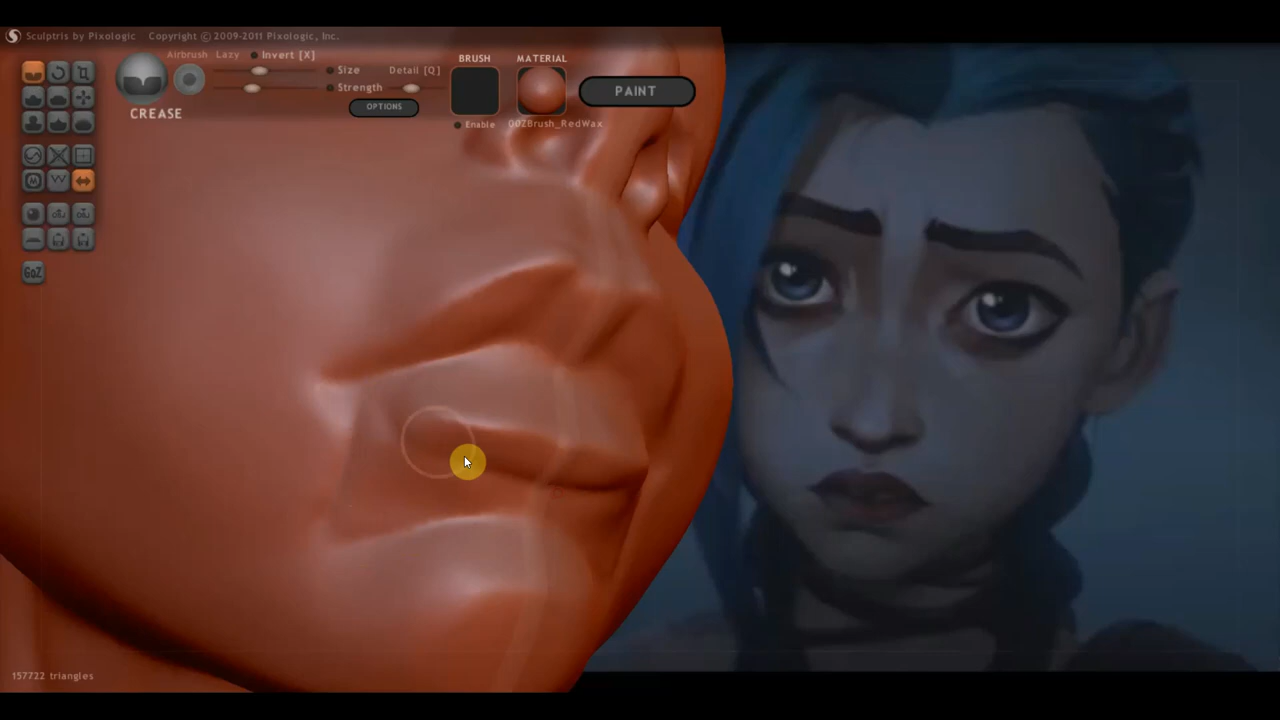 Sculptris by Pixologic Copyright © 2009-2011 Pixologic, Inc.
Airbrush Lazy Invert [X]
Size Detail [Q]
Strength
OPTIONS
CREASE
BRUSH
Enable
MATERIAL
00ZBrush_RedWax
PAINT
GoZ
157722 triangles